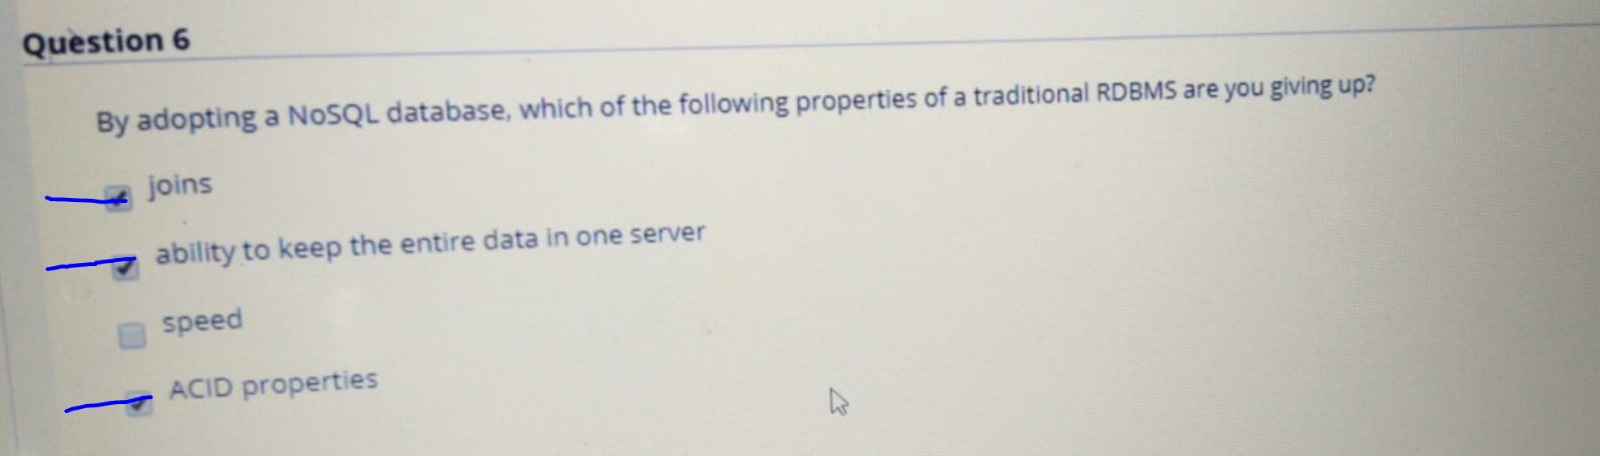 Question 6
By adopting a NoSQL database, which of the following properties of a traditional RDBMS are you giving up?
joins
ability to keep the entire data in one server
speed
ACID properties